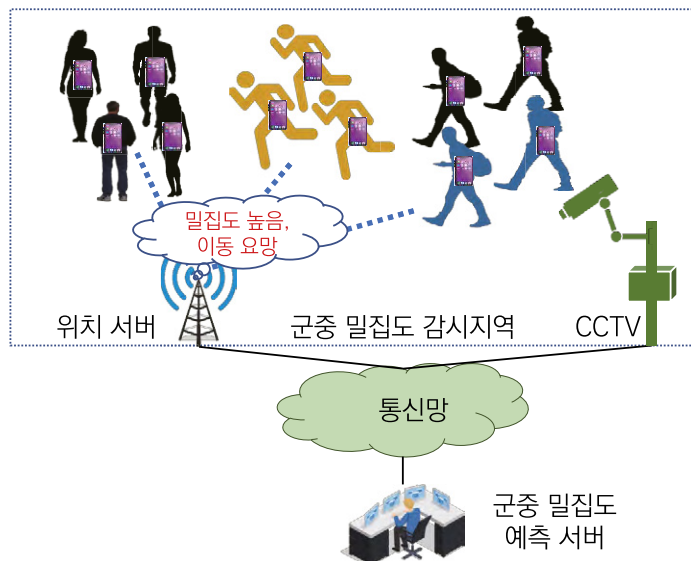 밀집도 높음,
이동 요망
위치 서버
군중 밀집도 감시지역
CCTV
통신망
군중 밀집도
예측 서버